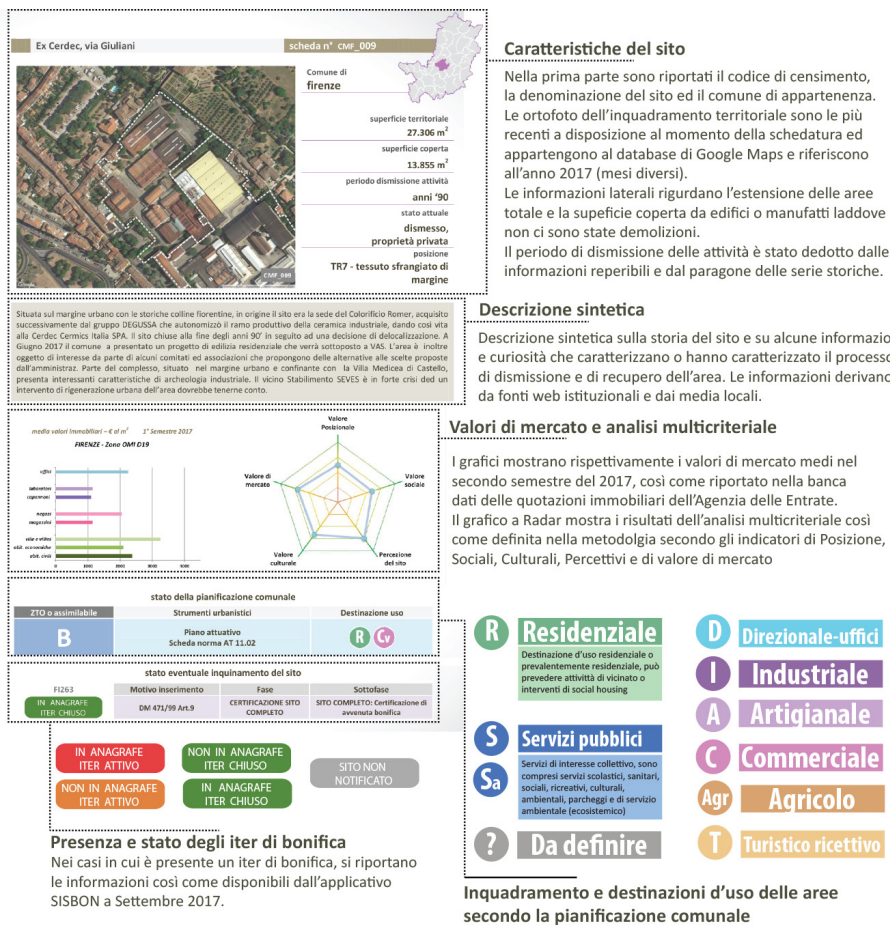 Ex Cerdec, via Giuliani
scheda n° CMF_009
Comune di
firenze
superficie territoriale
27.306 m²
superficie coperta
13.855 m²
periodo dismissione attività
anni '90
stato attuale
dismesso,
proprietà privata
posizione
TR7 - tessuto sfrangiato di
margine
CMF_009
Caratteristiche del sito
Nella prima parte sono riportati il codice di censimento,
la denominazione del sito ed il comune di appartenenza.
Le ortofoto dell'inquadramento territoriale sono le più
recenti a disposizione al momento della schedatura ed
appartengono al database di Google Maps e riferiscono
all'anno 2017 (mesi diversi).
Le informazioni laterali rigurdano l'estensione delle aree
totale e la supeficie coperta da edifici o manufatti laddove
non ci sono state demolizioni.
Il periodo di dismissione delle attività è stato dedotto dalle
informazioni reperibili e dal paragone delle serie storiche.
Situata sul margine urbano con le storiche colline fiorentine, in origine il sito era la sede del Colorificio Romer, acquisito
successivamente dal gruppo DEGUSSA che autonomizzò il ramo produttivo della ceramica industriale, dando così vita
alla Cerdec Cermics Italia SPA. Il sito chiuse alla fine degli anni 90' in seguito ad una decisione di delocalizzazione. A
Giugno 2017 il comune a presentato un progetto di edilizia residenziale che verrà sottoposto a VAS. L'area è inoltre
oggetto di interesse da parte di alcuni comitati ed associazioni che propongono delle alternative alle scelte proposte
dall'amministraz. Parte del complesso, situato nel margine urbano e confinante con la Villa Medicea di Castello,
presenta interessanti caratteristiche di archeologia industriale. Il vicino Stabilimento SEVES è in forte crisi ded un
intervento di rigenerazione urbana dell'area dovrebbe tenerne conto.
Descrizione sintetica
Descrizione sintetica sulla storia del sito e su alcune informazio
e curiosità che caratterizzano o hanno caratterizzato il processo
di dismissione e di recupero dell'area. Le informazioni derivano
da fonti web istituzionali e dai media locali.
media valori immobiliari – € al m² 1° Semestre 2017
FIRENZE - Zona OMI D19
uffici
laboratori
capannoni
negozi
magazzini
ville e villini
abit. economiche
abit. civili
0 1000 2000 3000 4000
Valore
Posizionale
Valore
sociale
Percezione
del sito
Valore
culturale
Valore di
mercato
Valori di mercato e analisi multicriteriale
I grafici mostrano rispettivamente i valori di mercato medi nel
secondo semestre del 2017, così come riportato nella banca
dati delle quotazioni immobiliari dell'Agenzia delle Entrate.
Il grafico a Radar mostra i risultati dell'analisi multicriteriale così
come definita nella metodolgia secondo gli indicatori di Posizione,
Sociali, Culturali, Percettivi e di valore di mercato
stato della pianificazione comunale
ZTO o assimilabile Strumenti urbanistici Destinazione uso
B
Piano attuativo
Scheda norma AT 11.02
R Cv
stato eventuale inquinamento del sito
FI263 Motivo inserimento Fase Sottofase
IN ANAGRAFE
ITER CHIUSO
DM 471/99 Art.9
CERTIFICAZIONE SITO
COMPLETO
SITO COMPLETO: Certificazione di
avvenuta bonifica
IN ANAGRAFE
ITER ATTIVO
NON IN ANAGRAFE
ITER CHIUSO
SITO NON
NOTIFICATO
NON IN ANAGRAFE
ITER ATTIVO
IN ANAGRAFE
ITER CHIUSO
Presenza e stato degli iter di bonifica
Nei casi in cui è presente un iter di bonifica, si riportano
le informazioni così come disponibili dall'applicativo
SISBON a Settembre 2017.
R Residenziale
Destinazione d'uso residenziale o
prevalentemente residenziale, può
prevedere attività di vicinato o
interventi di social housing
S Servizi pubblici
Sa
Servizi di interesse collettivo, sono
compresi servizi scolastici, sanitari,
sociali, ricreativi, culturali,
ambientali, parcheggi e di servizio
ambientale (ecosistemico)
? Da definire
D Direzionale-uffici
I Industriale
A Artigianale
C Commerciale
Agr Agricolo
T Turistico ricettivo
Inquadramento e destinazioni d'uso delle aree
secondo la pianificazione comunale